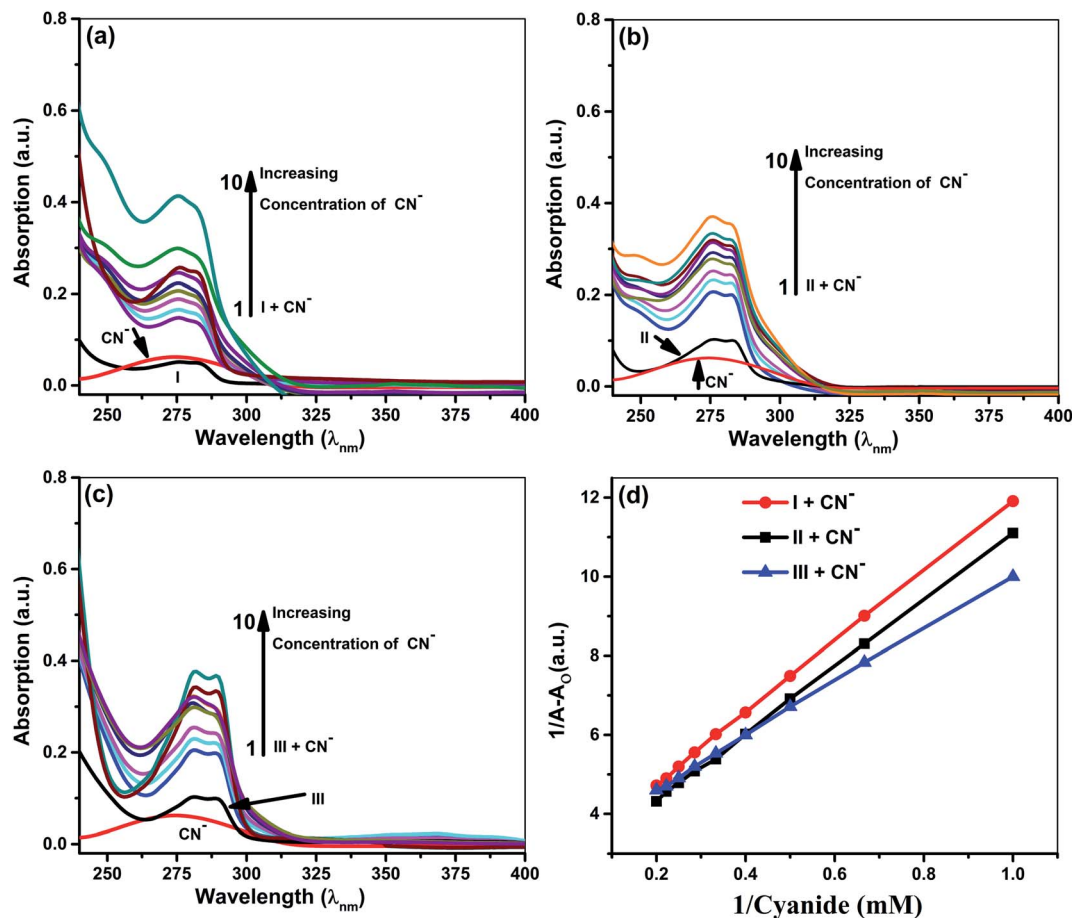 (a)
Absorption (a.u.)
0.8
0.6
0.4
0.2
0.0
10 Increasing
Concentration of CN⁻
1 I + CN⁻
CN⁻
I
250 275 300 325 350 375 400
Wavelength (λnm)
(b)
Absorption (a.u.)
0.8
0.6
0.4
0.2
0.0
10 Increasing
Concentration of CN⁻
1 II + CN⁻
II
CN⁻
250 275 300 325 350 375 400
Wavelength (λnm)
(c)
Absorption (a.u.)
0.8
0.6
0.4
0.2
0.0
10 Increasing
Concentration of CN⁻
1 III + CN⁻
III
CN⁻
250 275 300 325 350 375 400
Wavelength (λnm)
(d)
1/A-AO(a.u.)
12
10
8
6
4
I + CN⁻
II + CN⁻
III + CN⁻
0.2 0.4 0.6 0.8 1.0
1/Cyanide (mM)